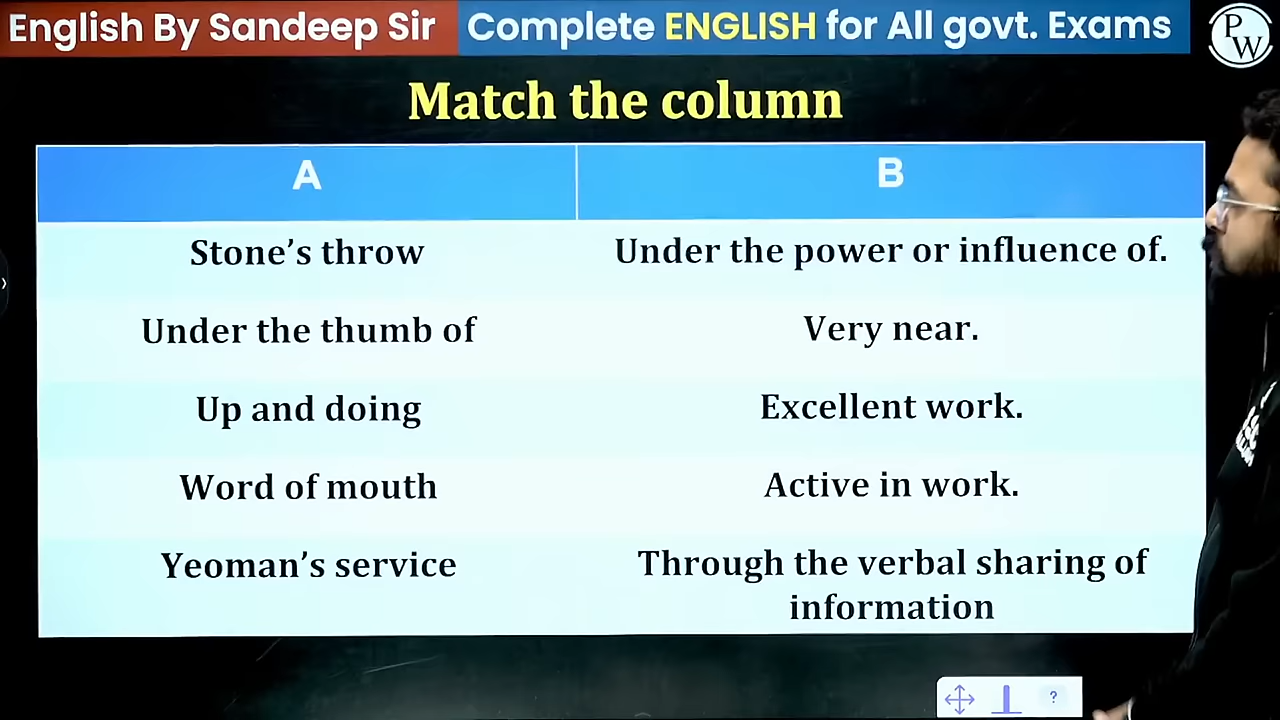 English By Sandeep Sir
Complete ENGLISH for All govt. Exams
PW
Match the column
A
B
Stone’s throw
Under the power or influence of.
Under the thumb of
Very near.
Up and doing
Excellent work.
Word of mouth
Active in work.
Yeoman’s service
Through the verbal sharing of
information
?